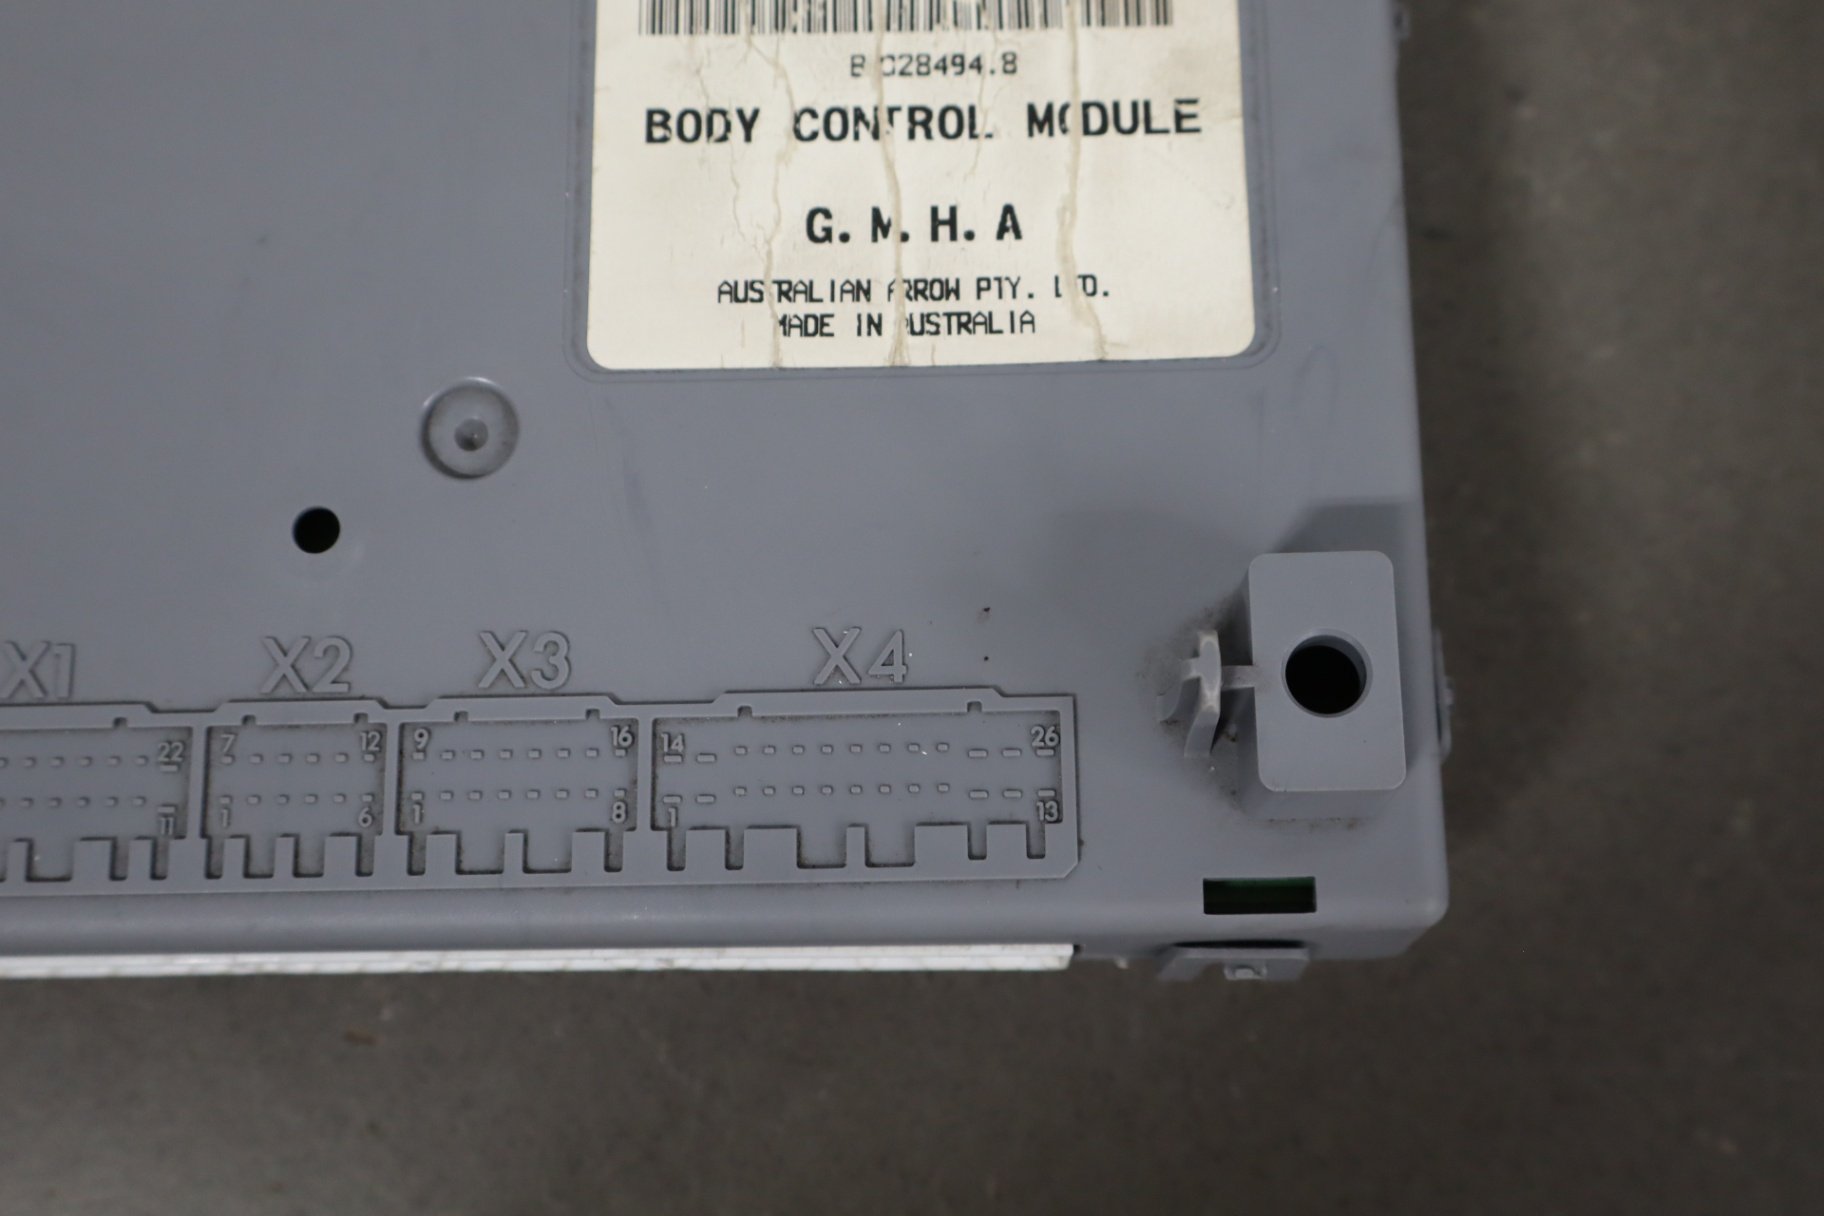 BODY CONTROL MODULE
G. M. H. A
AUSTRALIAN ARROW PTY. LTD.
MADE IN AUSTRALIA
X1 X2 X3 X4
22 7 12 9 16 14 26
11 1 6 1 8 1 13